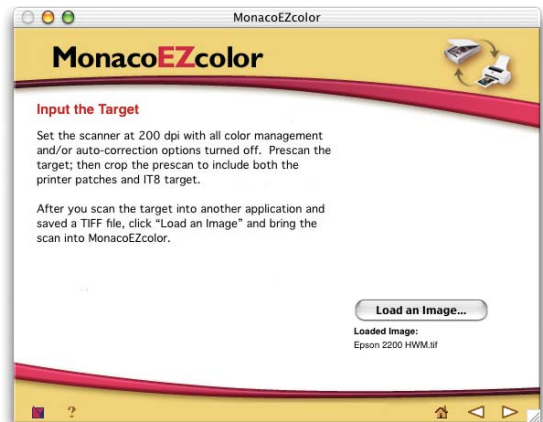 MonacoEZcolor
MonacoEZcolor
Input the Target
Set the scanner at 200 dpi with all color management
and/or auto-correction options turned off. Prescan the
target; then crop the prescan to include both the
printer patches and IT8 target.
After you scan the target into another application and
saved a TIFF file, click “Load an Image” and bring the
scan into MonacoEZcolor.
Load an Image...
Loaded Image:
Epson 2200 HWM.tif
?